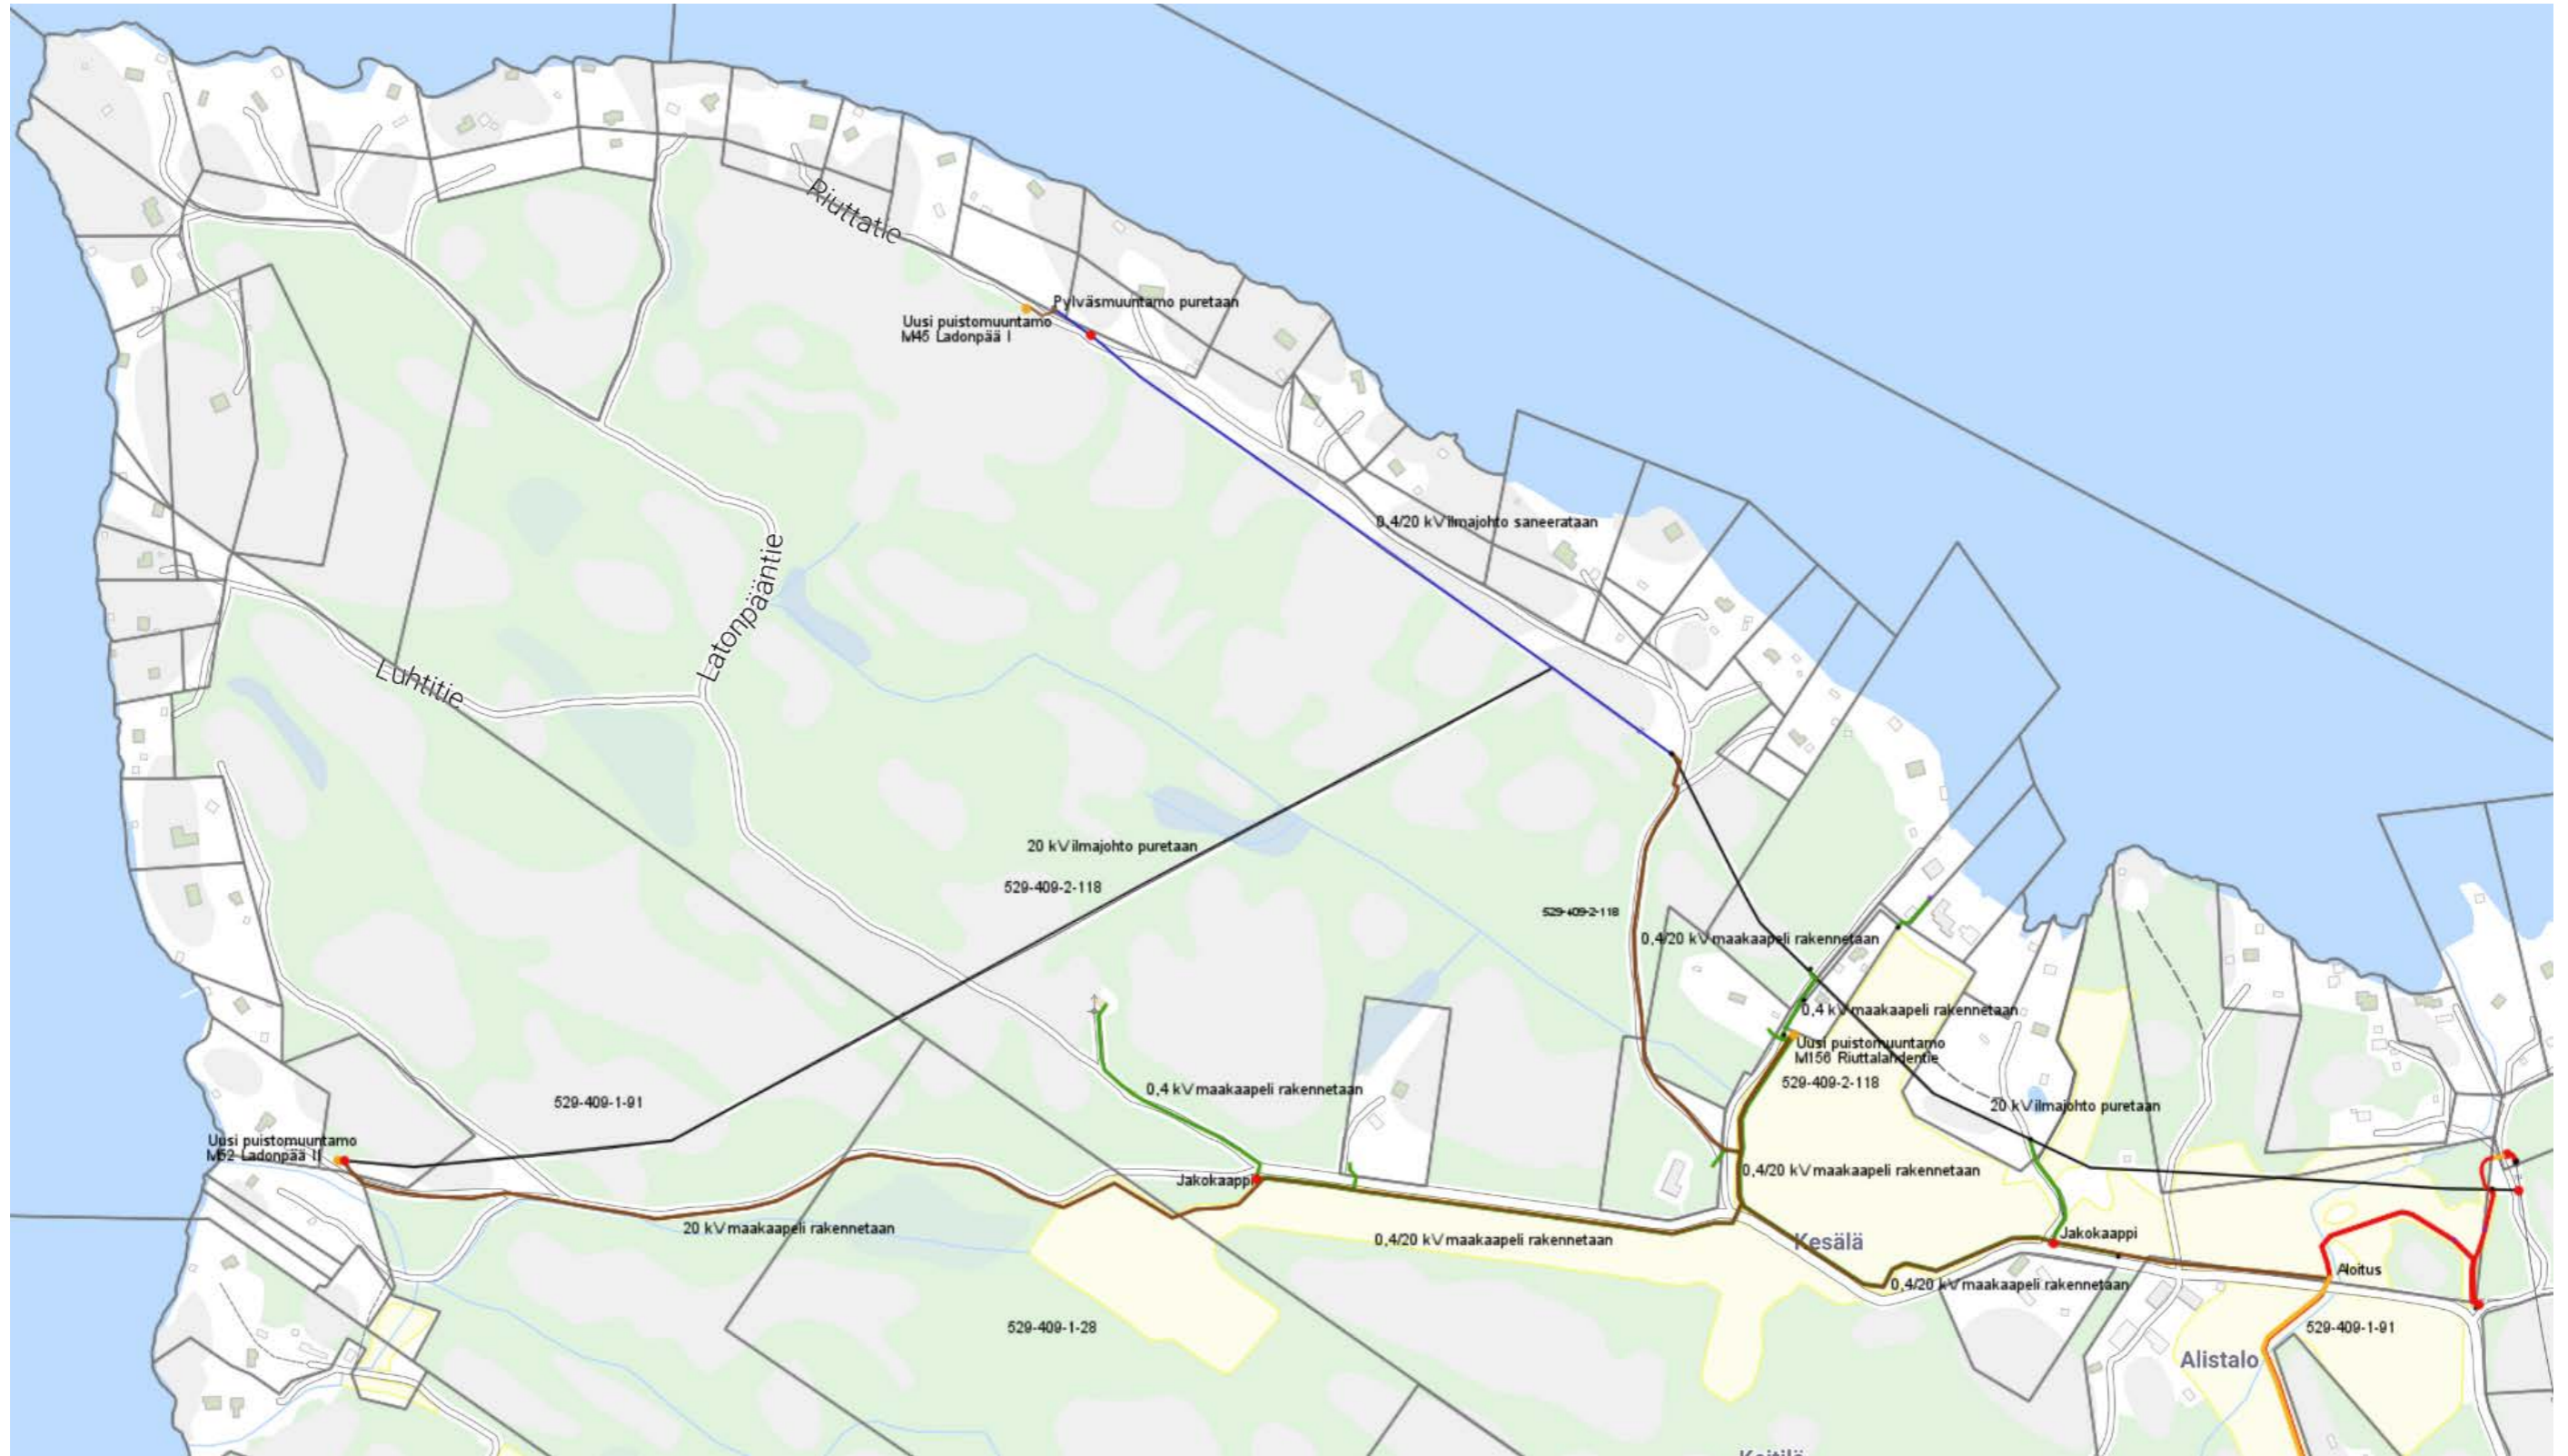 Riuttatie
Pylväsmuuntamo puretaan
Uusi puistomuuntamo
M45 Ladonpää I
0,4/20 kV ilmajohto saneerataan
Latonpääntie
Luhtitie
20 kV ilmajohto puretaan
529-409-2-118
529-409-2-118
0,4/20 kV maakaapeli rakennetaan
0,4 kV maakaapeli rakennetaan
Uusi puistomuuntamo
M156 Riuttalahdentie
529-409-2-118
0,4 kV maakaapeli rakennetaan
529-409-1-91
20 kV ilmajohto puretaan
Uusi puistomuuntamo
M52 Ladonpää II
0,4/20 kV maakaapeli rakennetaan
Jakokaappi
20 kV maakaapeli rakennetaan
0,4/20 kV maakaapeli rakennetaan
Kesälä
Jakokaappi
Aloitus
0,4/20 kV maakaapeli rakennetaan
529-409-1-28
529-409-1-91
Alistalo